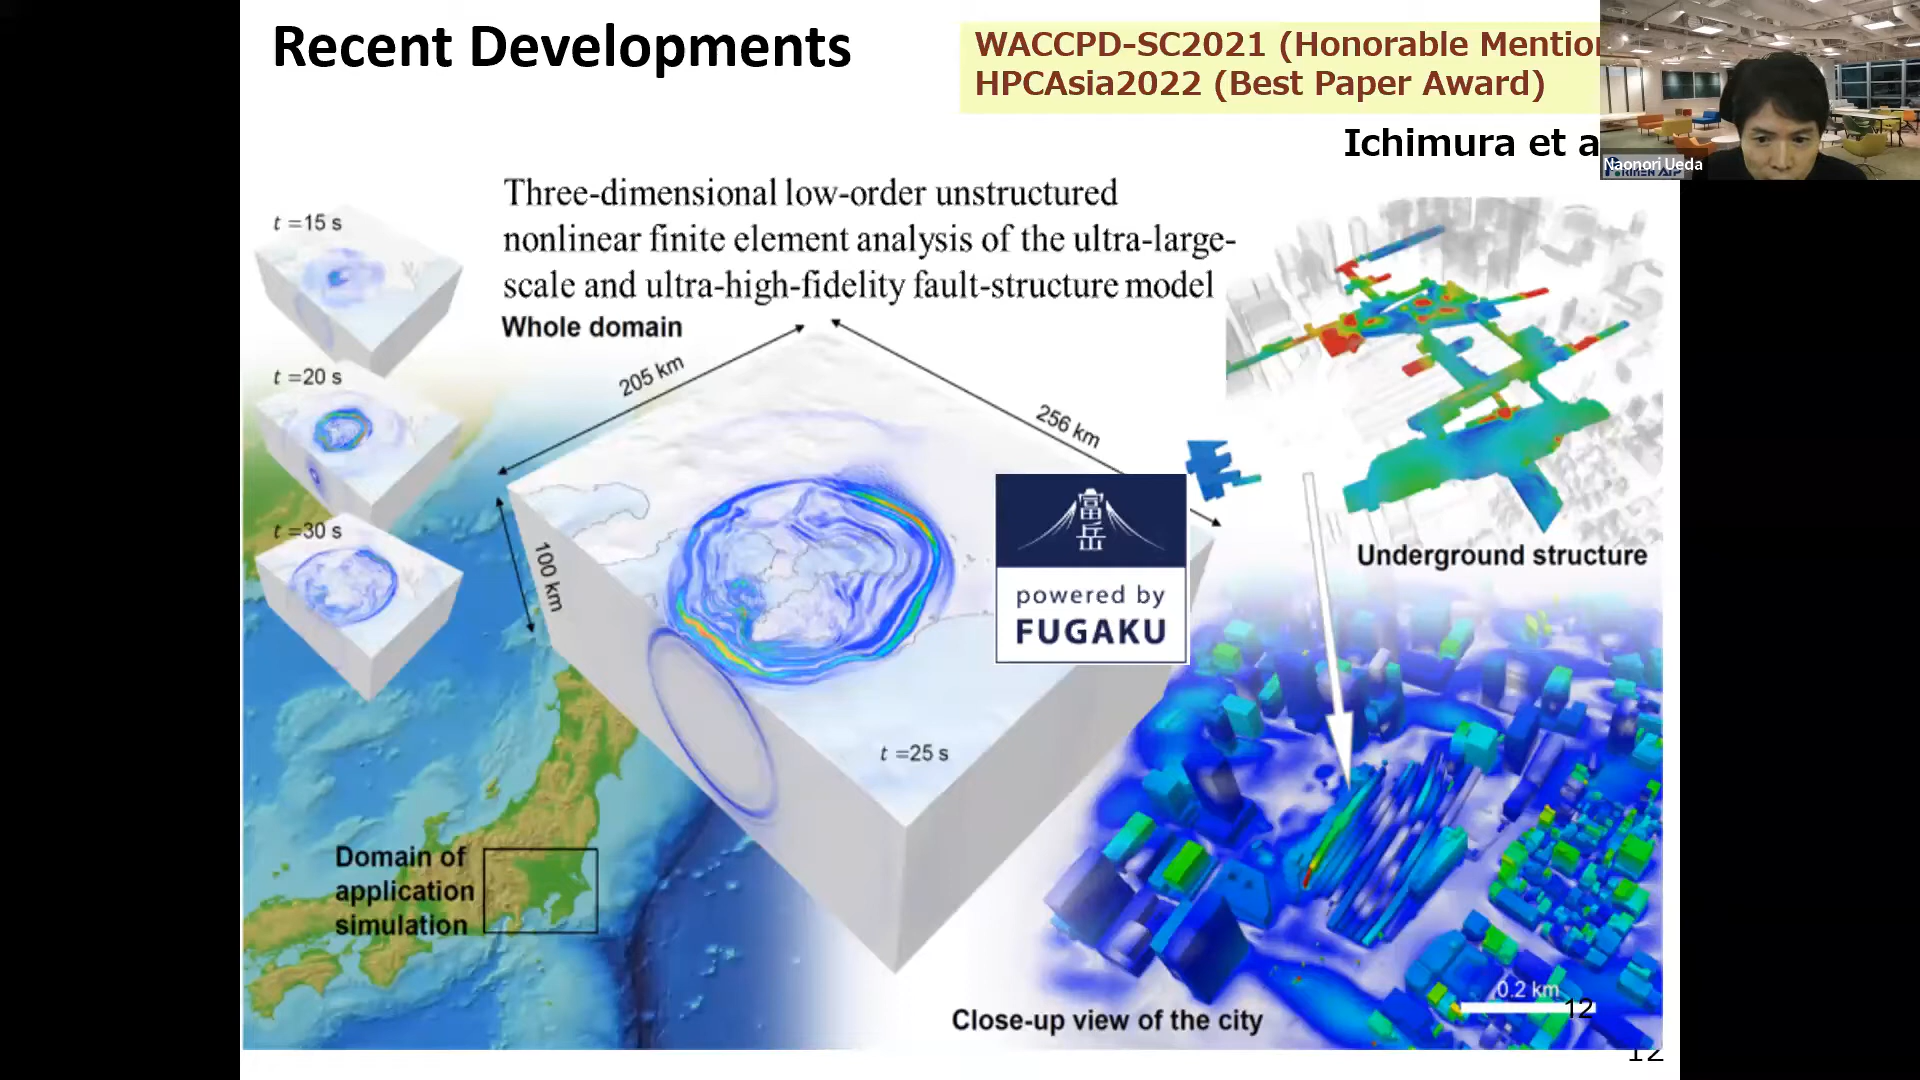 Recent Developments
WACCPD-SC2021 (Honorable Mention
HPCAsia2022 (Best Paper Award)
Ichimura et a
Naonori Ueda
Three-dimensional low-order unstructured
nonlinear finite element analysis of the ultra-large-
scale and ultra-high-fidelity fault-structure model
t =15 s
t =20 s
t =30 s
Whole domain
205 km
256 km
100 km
富岳
powered by
FUGAKU
t =25 s
Underground structure
Domain of
application
simulation
Close-up view of the city
0.2 km
12
12